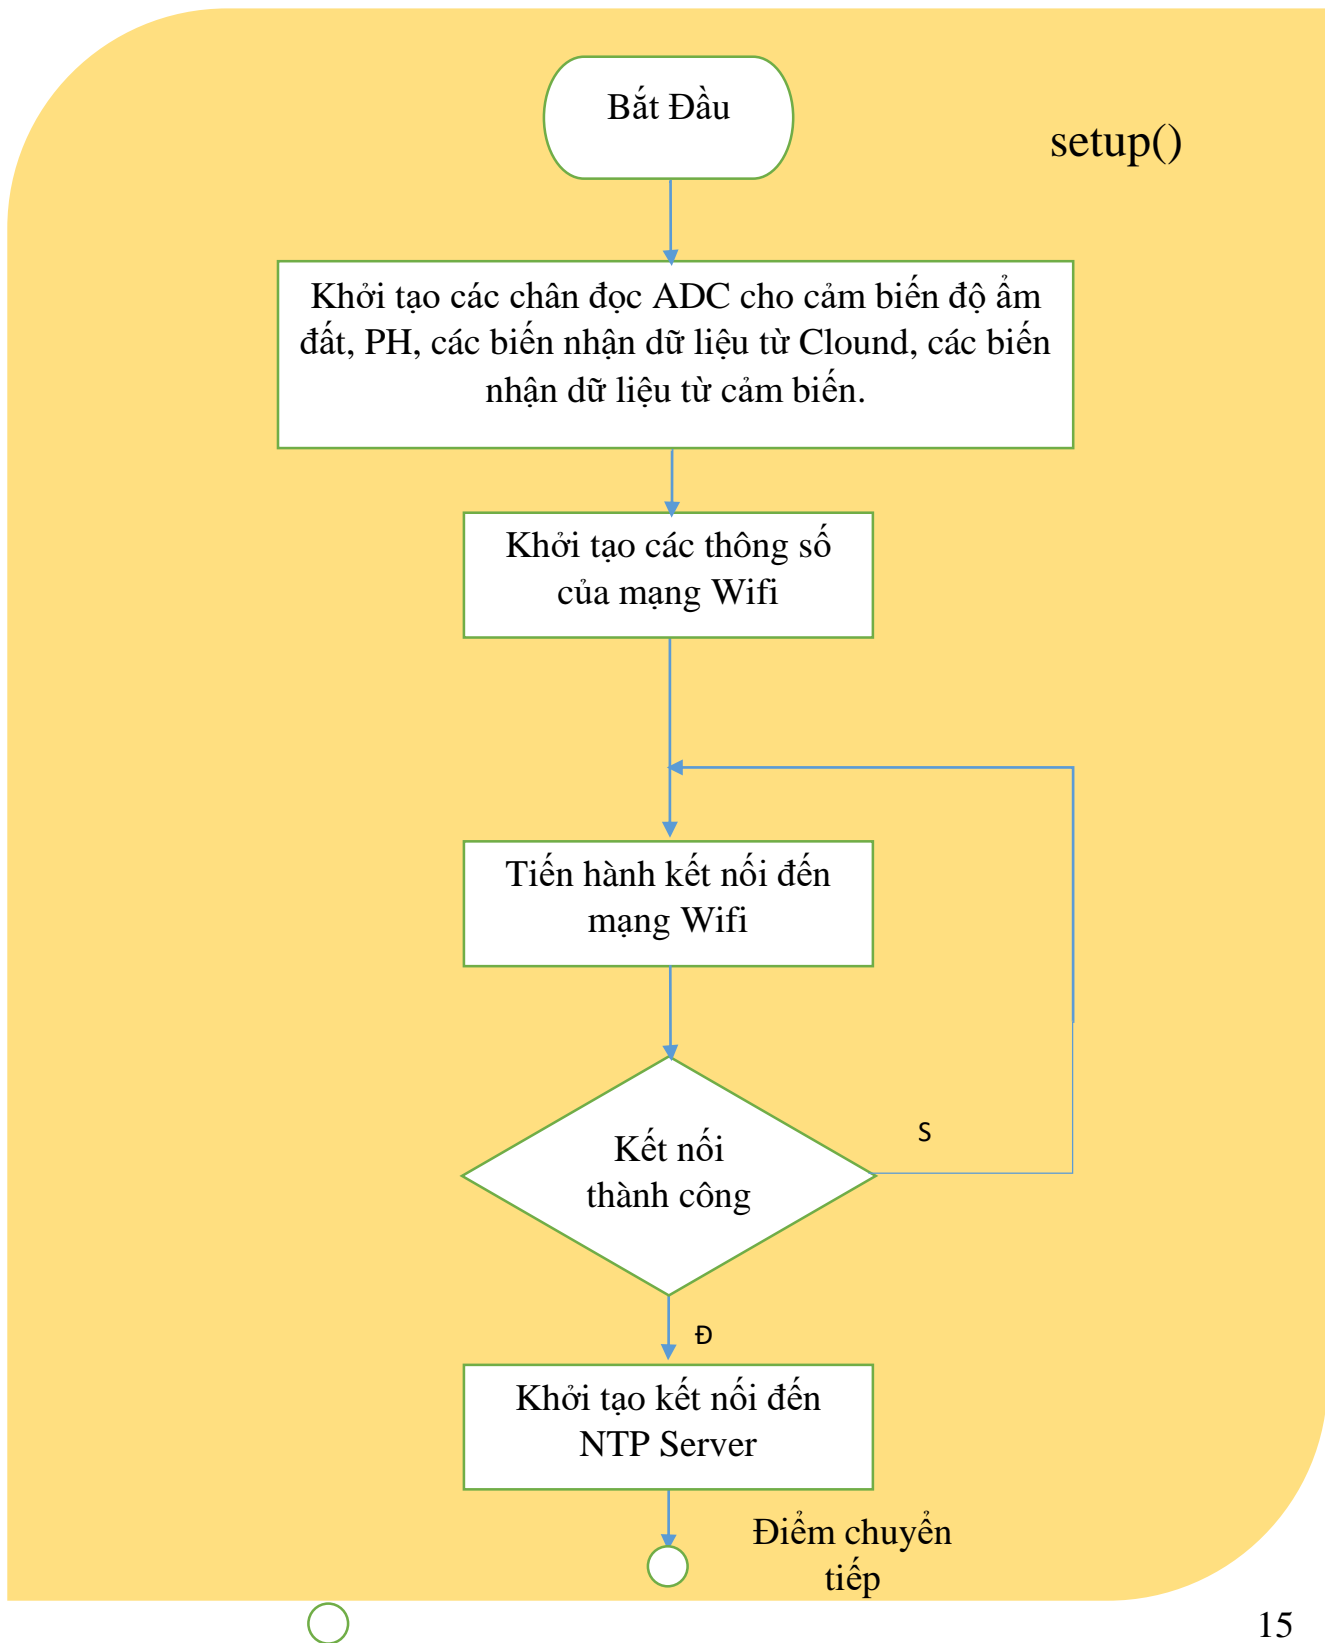 Bắt Đầu
setup()
Khởi tạo các chân đọc ADC cho cảm biến độ ẩm
đất, PH, các biến nhận dữ liệu từ Clound, các biến
nhận dữ liệu từ cảm biến.
Khởi tạo các thông số
của mạng Wifi
Tiến hành kết nối đến
mạng Wifi
Kết nối
thành công
S
Đ
Khởi tạo kết nối đến
NTP Server
Điểm chuyển
tiếp
15